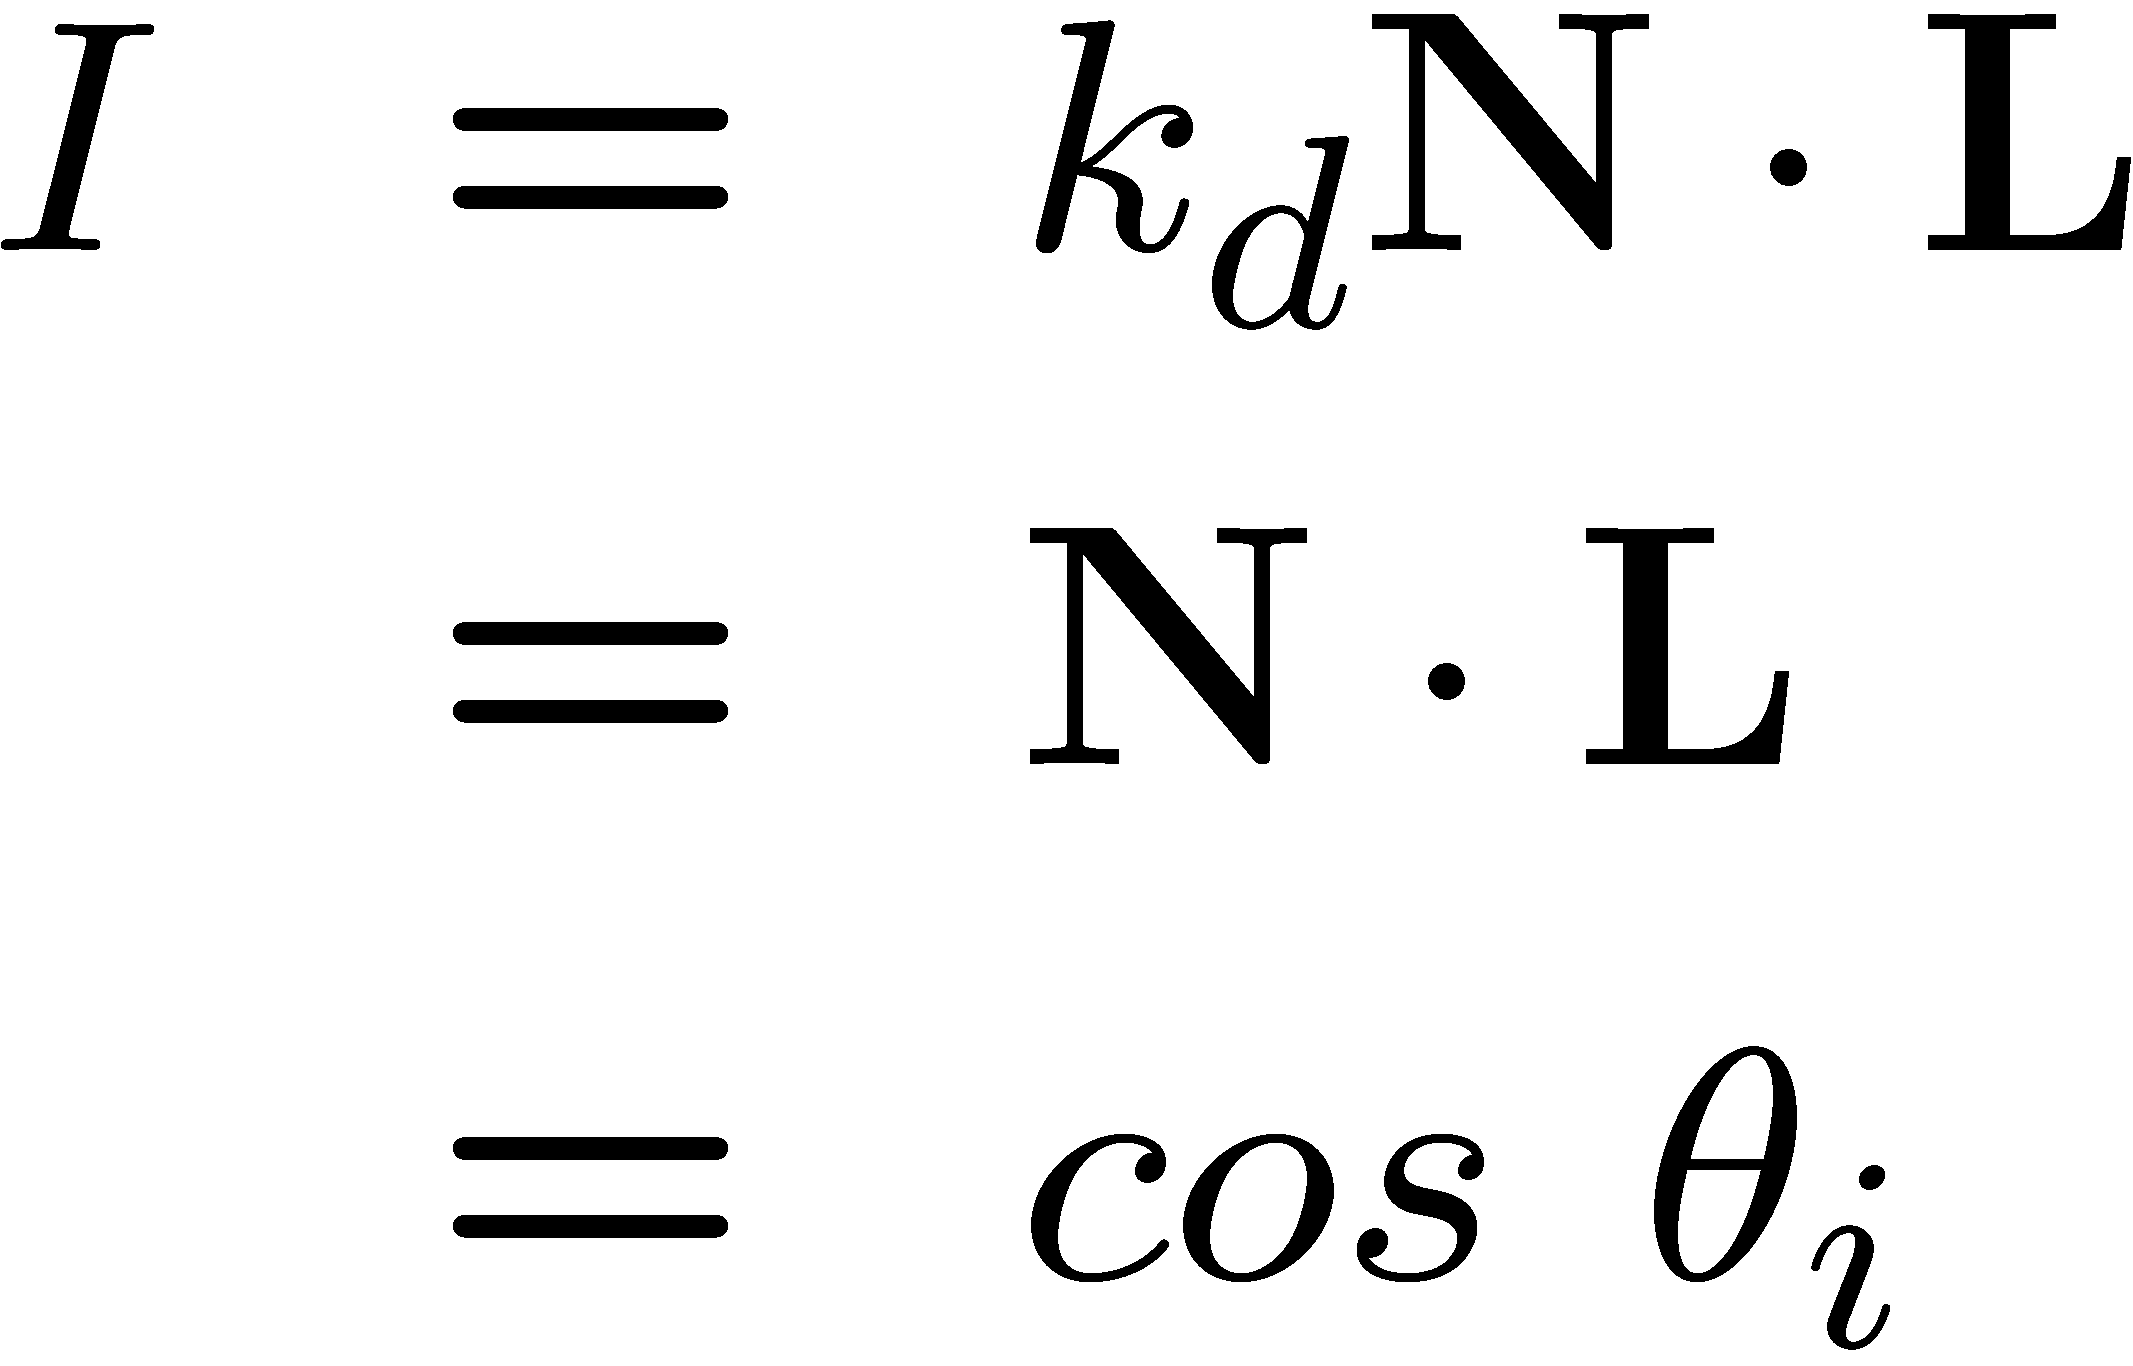 I = k_d N · L
= N · L
= cos θ_i